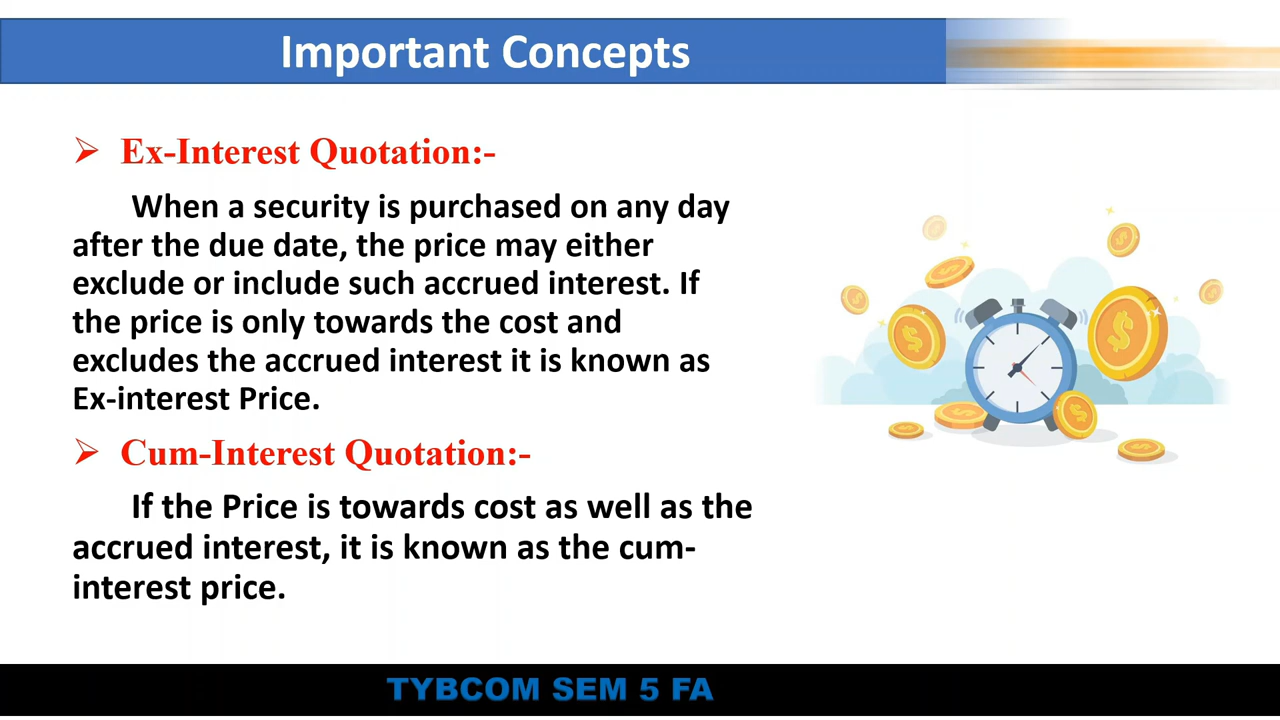 Important Concepts
➢ Ex-Interest Quotation:-
When a security is purchased on any day
after the due date, the price may either
exclude or include such accrued interest. If
the price is only towards the cost and
excludes the accrued interest it is known as
Ex-interest Price.
➢ Cum-Interest Quotation:-
If the Price is towards cost as well as the
accrued interest, it is known as the cum-
interest price.
TYBCOM SEM 5 FA